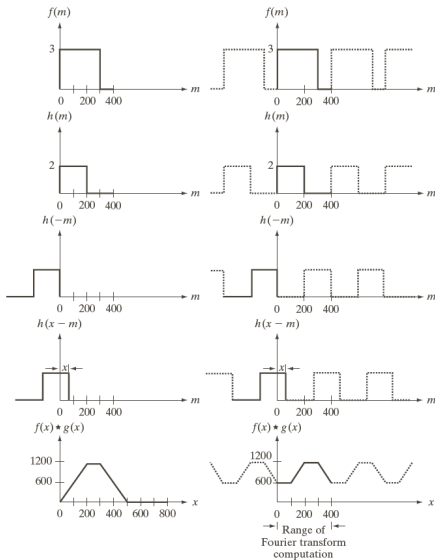 f(m)
3
m
0 200 400
f(m)
3
m
0 200 400
h(m)
2
m
0 200 400
h(m)
2
m
0 200 400
h(−m)
m
0 200 400
h(−m)
m
0 200 400
h(x − m)
x
m
0 200 400
h(x − m)
x
m
0 200 400
f(x) ★ g(x)
1200
600
x
0 200 400 600 800
f(x) ★ g(x)
1200
600
x
0 200 400
Range of
Fourier transform
computation